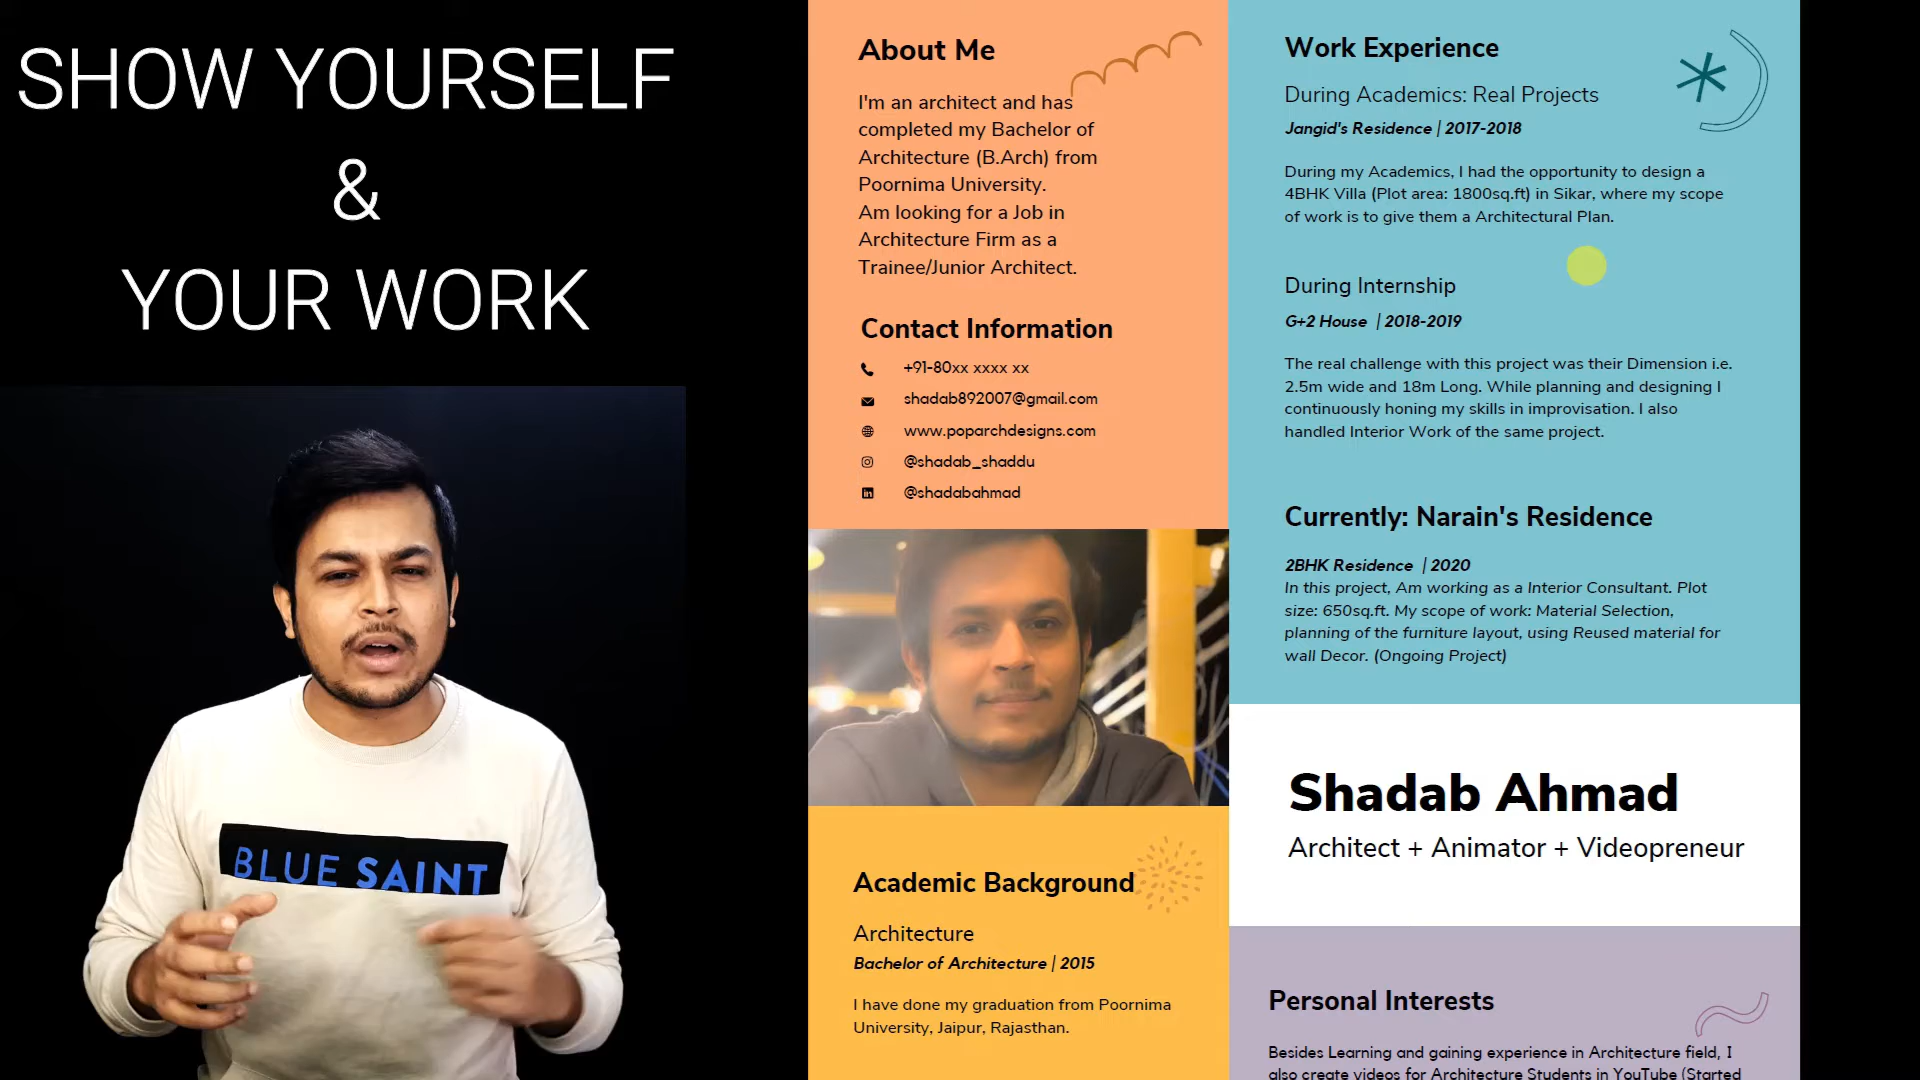 SHOW YOURSELF
&
YOUR WORK
BLUE SAINT
About Me
I'm an architect and has
completed my Bachelor of
Architecture (B.Arch) from
Poornima University.
Am looking for a Job in
Architecture Firm as a
Trainee/Junior Architect.
Contact Information
+91-80xx xxxx xx
shadab892007@gmail.com
www.poparchdesigns.com
@shadab_shaddu
@shadabahmad
Academic Background
Architecture
Bachelor of Architecture | 2015
I have done my graduation from Poornima
University, Jaipur, Rajasthan.
Work Experience
During Academics: Real Projects
Jangid's Residence | 2017-2018
During my Academics, I had the opportunity to design a
4BHK Villa (Plot area: 1800sq.ft) in Sikar, where my scope
of work is to give them a Architectural Plan.
During Internship
G+2 House | 2018-2019
The real challenge with this project was their Dimension i.e.
2.5m wide and 18m Long. While planning and designing I
continuously honing my skills in improvisation. I also
handled Interior Work of the same project.
Currently: Narain's Residence
2BHK Residence | 2020
In this project, Am working as a Interior Consultant. Plot
size: 650sq.ft. My scope of work: Material Selection,
planning of the furniture layout, using Reused material for
wall Decor. (Ongoing Project)
Shadab Ahmad
Architect + Animator + Videopreneur
Personal Interests
Besides Learning and gaining experience in Architecture field, I
also create videos for Architecture Students in YouTube (Started